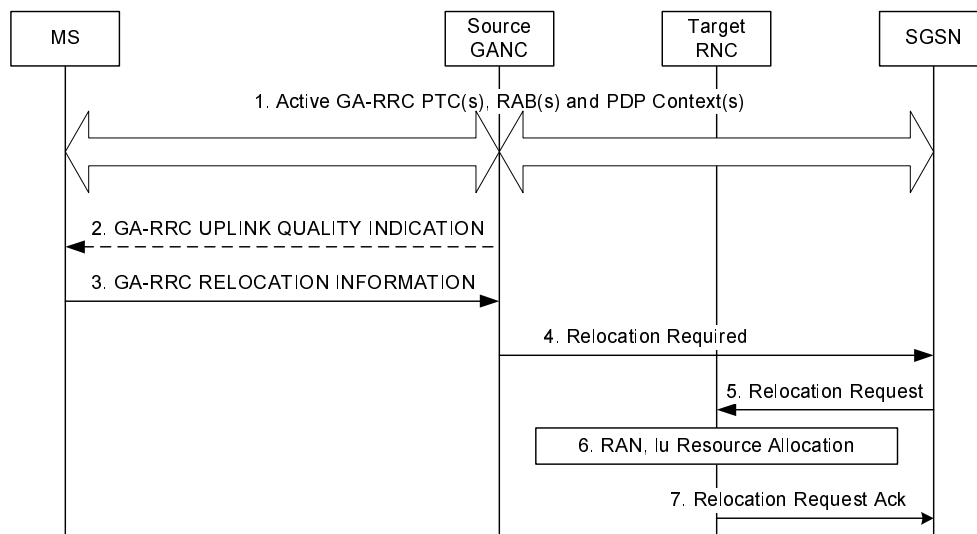 MS
Source
GANC
Target
RNC
SGSN
1. Active GA-RRC PTC(s), RAB(s) and PDP Context(s)
2. GA-RRC UPLINK QUALITY INDICATION
3. GA-RRC RELOCATION INFORMATION
4. Relocation Required
5. Relocation Request
6. RAN, Iu Resource Allocation
7. Relocation Request Ack